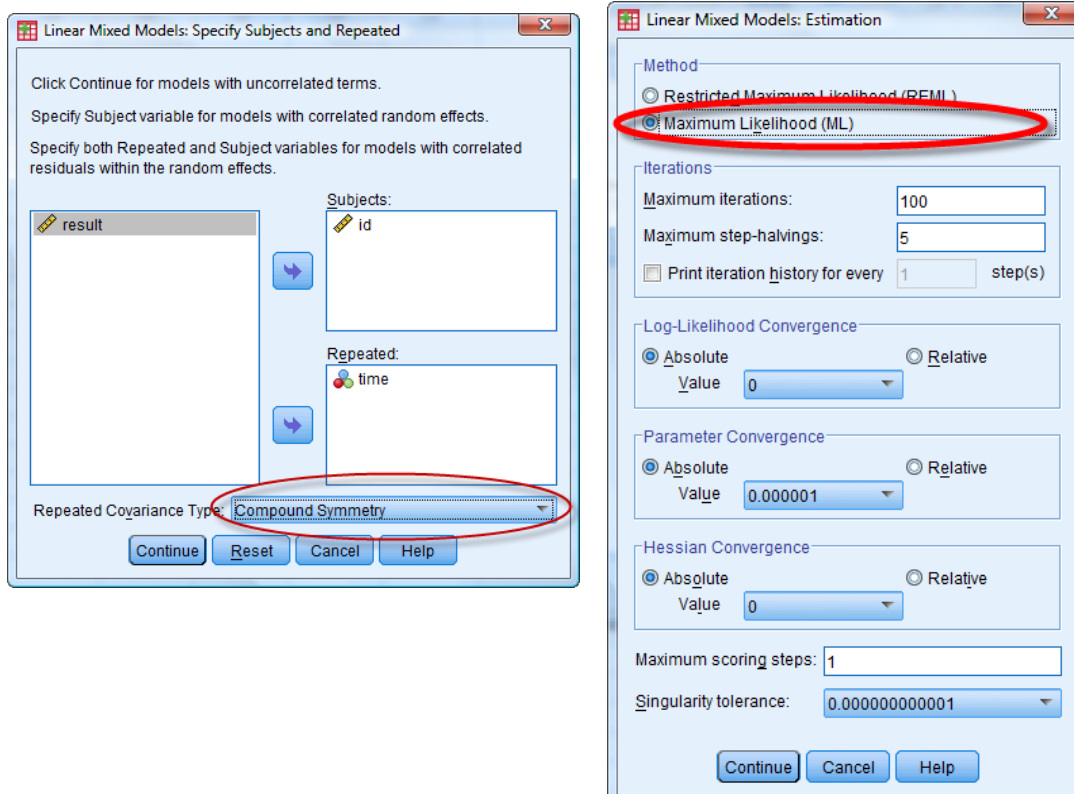 Linear Mixed Models: Specify Subjects and Repeated
Click Continue for models with uncorrelated terms.
Specify Subject variable for models with correlated random effects.
Specify both Repeated and Subject variables for models with correlated
residuals within the random effects.
result
Subjects:
id
Repeated:
time
Repeated Covariance Type: Compound Symmetry
Continue Reset Cancel Help
Linear Mixed Models: Estimation
Method
Restricted Maximum Likelihood (REML)
Maximum Likelihood (ML)
Iterations
Maximum iterations: 100
Maximum step-halvings: 5
Print iteration history for every 1 step(s)
Log-Likelihood Convergence
Absolute Relative
Value 0
Parameter Convergence
Absolute Relative
Value 0.000001
Hessian Convergence
Absolute Relative
Value 0
Maximum scoring steps: 1
Singularity tolerance: 0.000000000001
Continue Cancel Help